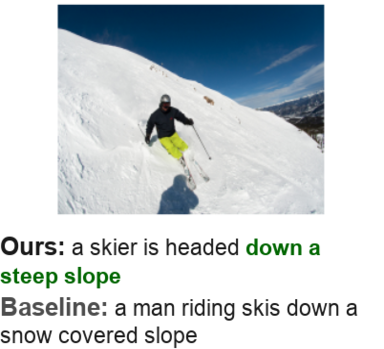 Ours: a skier is headed down a
steep slope
Baseline: a man riding skis down a
snow covered slope